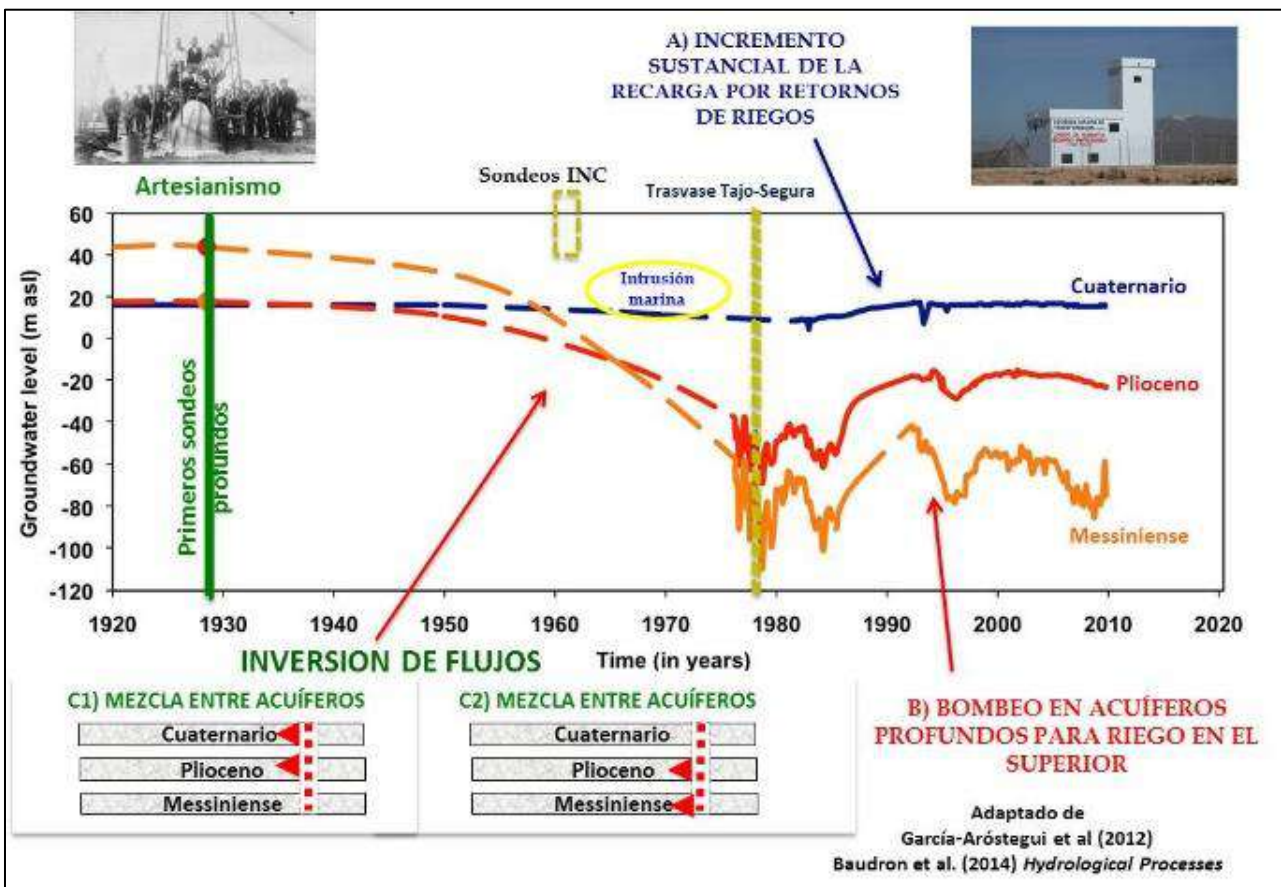 A) INCREMENTO
SUSTANCIAL DE LA
RECARGA POR RETORNOS
DE RIEGOS
Artesianismo
Sondeos INC
Trasvase Tajo-Segura
Groundwater level (m asl)
60
40
20
0
-20
-40
-60
-80
-100
-120
Primeros sondeos
profundos
Intrusión
marina
Cuaternario
Plioceno
Messiniense
1920 1930 1940 1950 1960 1970 1980 1990 2000 2010 2020
INVERSION DE FLUJOS
Time (in years)
C1) MEZCLA ENTRE ACUÍFEROS
Cuaternario
Plioceno
Messiniense
C2) MEZCLA ENTRE ACUÍFEROS
Cuaternario
Plioceno
Messiniense
B) BOMBEO EN ACUÍFEROS
PROFUNDOS PARA RIEGO EN EL
SUPERIOR
Adaptado de
García-Aróstegui et al (2012)
Baudron et al. (2014) Hydrological Processes